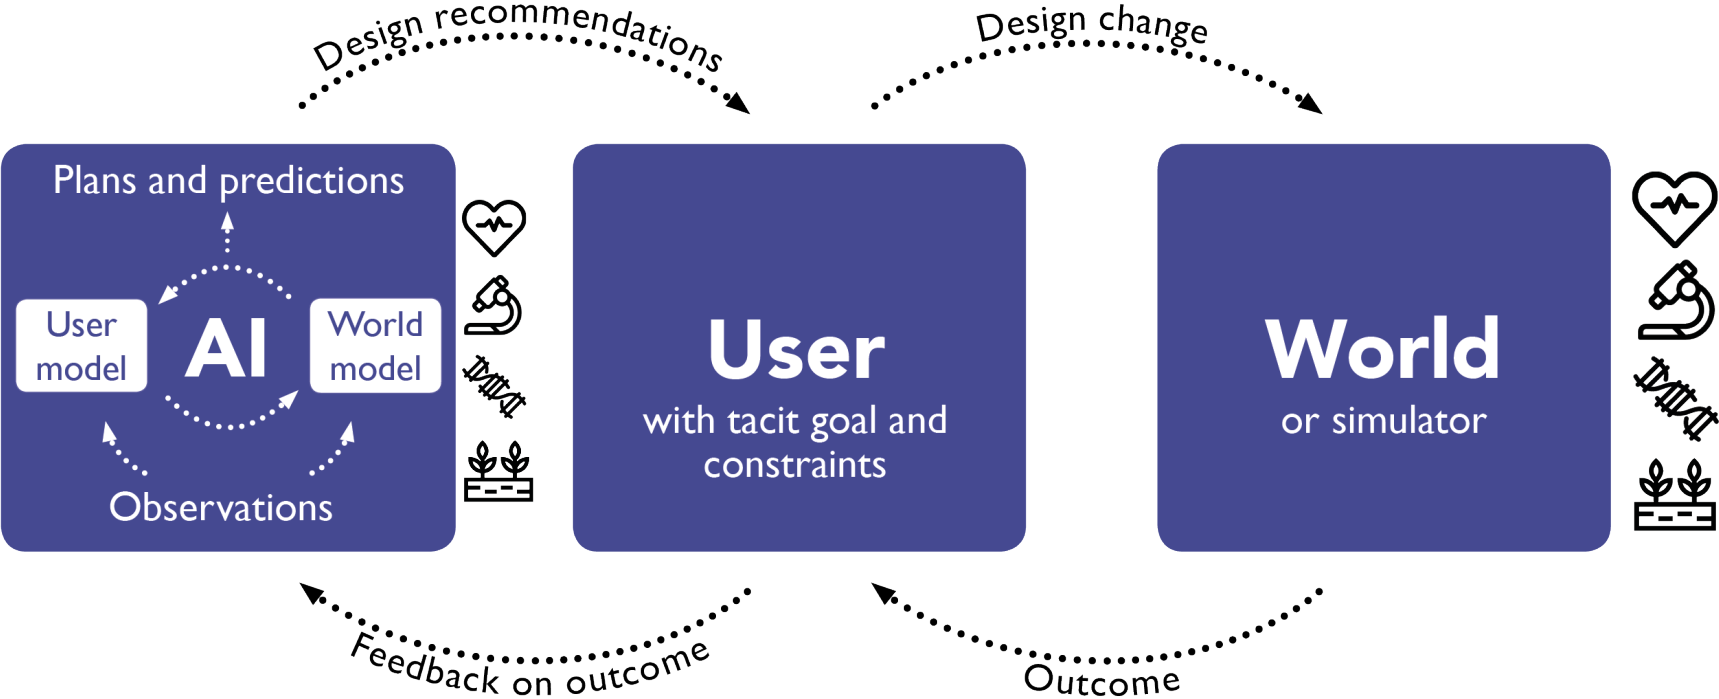 Design recommendations
Design change
Plans and predictions
User
model
AI
World
model
Observations
User
with tacit goal and
constraints
World
or simulator
Feedback on outcome
Outcome